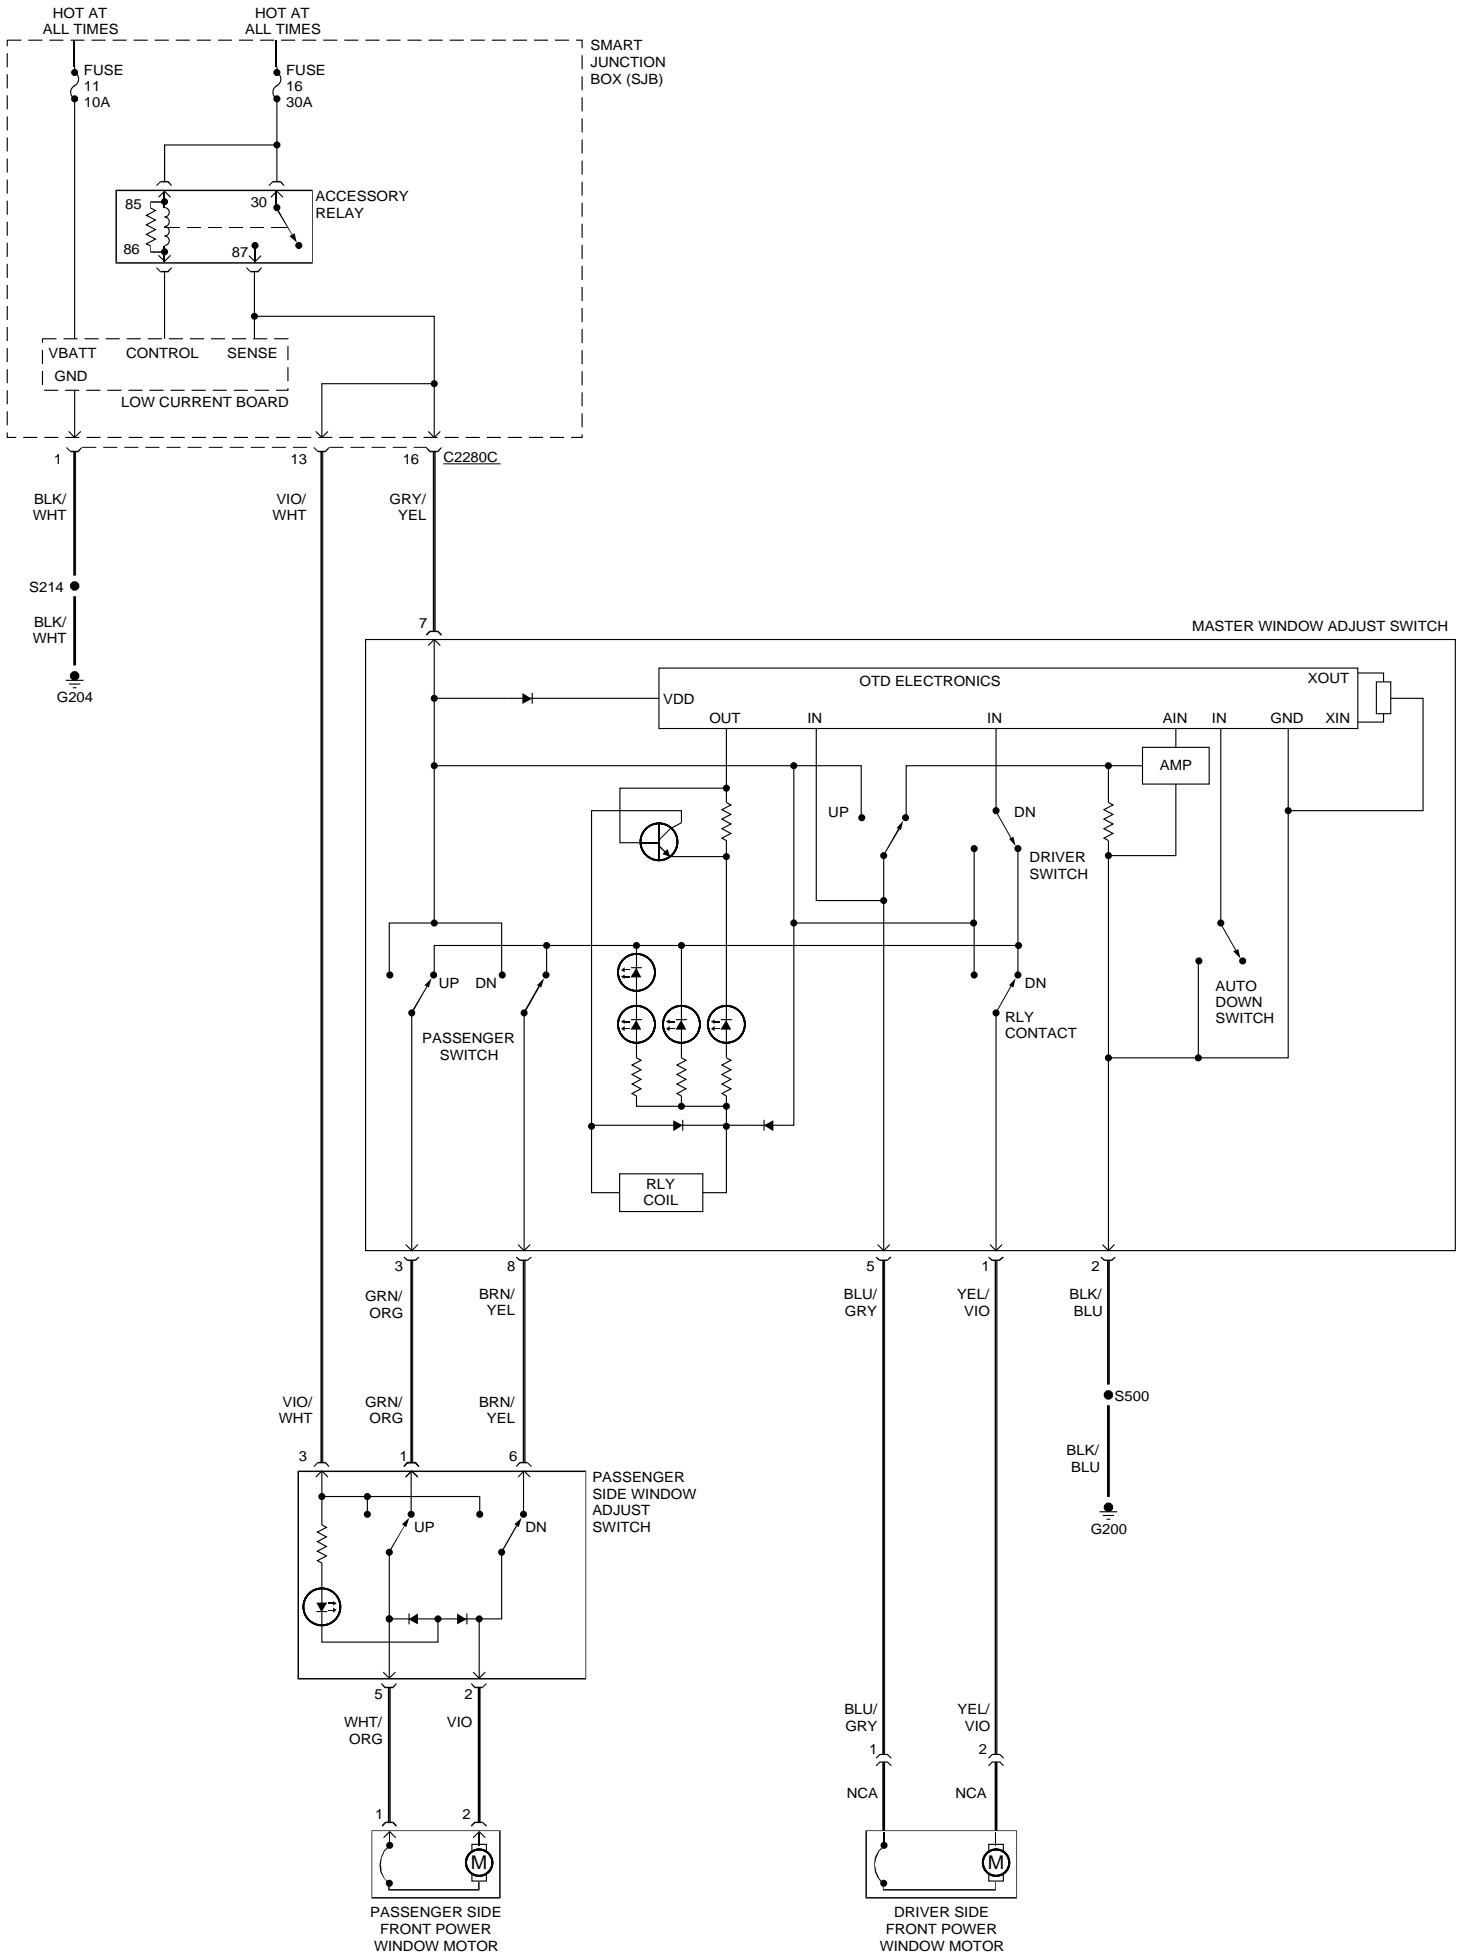 HOT AT
ALL TIMES
HOT AT
ALL TIMES
SMART
JUNCTION
BOX (SJB)
FUSE
11
10A
FUSE
16
30A
ACCESSORY
RELAY
85
30
86
87
VBATT
CONTROL
SENSE
GND
LOW CURRENT BOARD
1
13
16
C2280C
BLK/
WHT
VIO/
WHT
GRY/
YEL
S214
BLK/
WHT
G204
7
MASTER WINDOW ADJUST SWITCH
OTD ELECTRONICS
XOUT
VDD
OUT
IN
IN
AIN
IN
GND
XIN
AMP
UP
DN
DRIVER
SWITCH
UP
DN
PASSENGER
SWITCH
DN
RLY
CONTACT
AUTO
DOWN
SWITCH
RLY
COIL
3
8
5
1
2
GRN/
ORG
BRN/
YEL
BLU/
GRY
YEL/
VIO
BLK/
BLU
VIO/
WHT
GRN/
ORG
BRN/
YEL
S500
BLK/
BLU
G200
3
1
6
PASSENGER
SIDE WINDOW
ADJUST
SWITCH
UP
DN
5
2
WHT/
ORG
VIO
BLU/
GRY
YEL/
VIO
1
2
NCA
NCA
1
2
M
M
PASSENGER SIDE
FRONT POWER
WINDOW MOTOR
DRIVER SIDE
FRONT POWER
WINDOW MOTOR